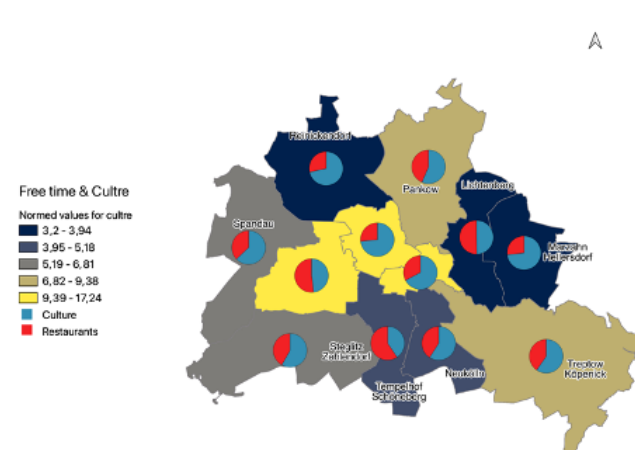 Reinickendorf
Pankow
Lichtenberg
Free time & Cultre
Normed values for cultre
3,2 - 3,94
3,95 - 5,18
5,19 - 6,81
6,82 - 9,38
9,39 - 17,24
Culture
Restaurants
Spandau
Marzahn
Hellersdorf
Steglitz
Zehlendorf
Tempelhof
Schöneberg
Neukölln
Treptow
Köpenick